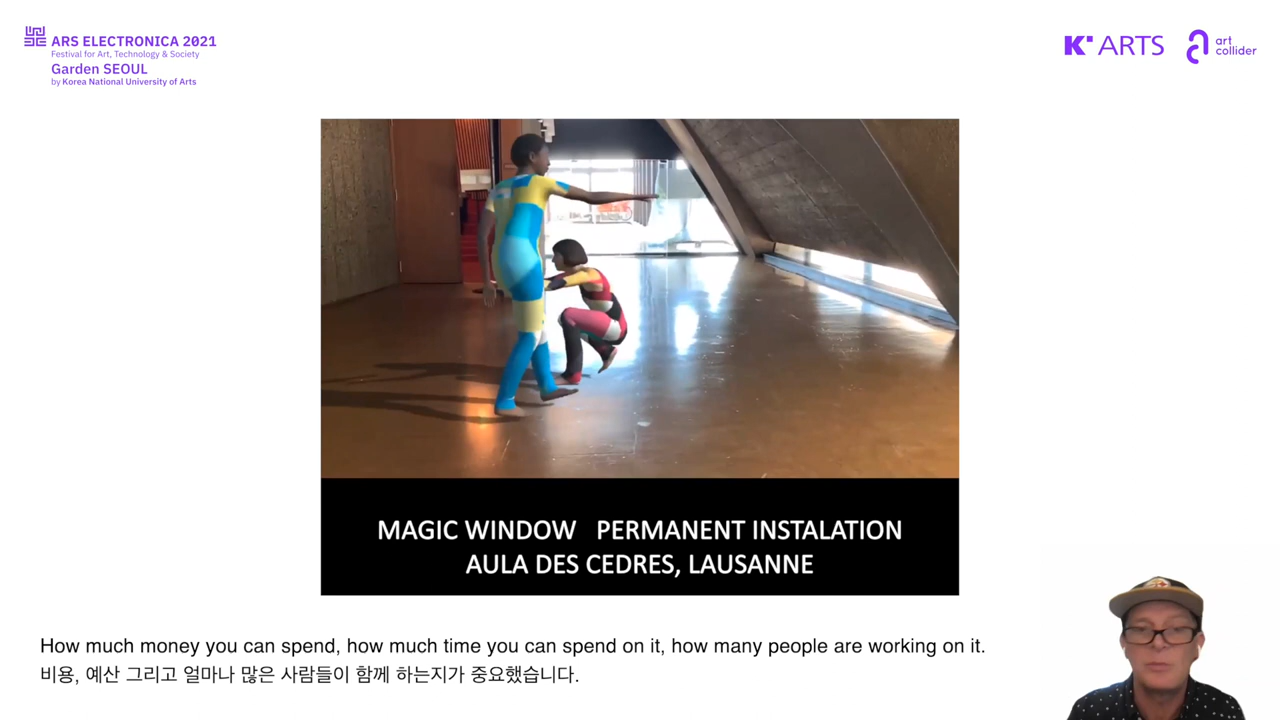 ARS ELECTRONICA 2021
Festival for Art, Technology & Society
Garden SEOUL
by Korea National University of Arts
K' ARTS
art
collider
MAGIC WINDOW PERMANENT INSTALATION
AULA DES CEDRES, LAUSANNE
How much money you can spend, how much time you can spend on it, how many people are working on it.
비용, 예산 그리고 얼마나 많은 사람들이 함께 하는지가 중요했습니다.